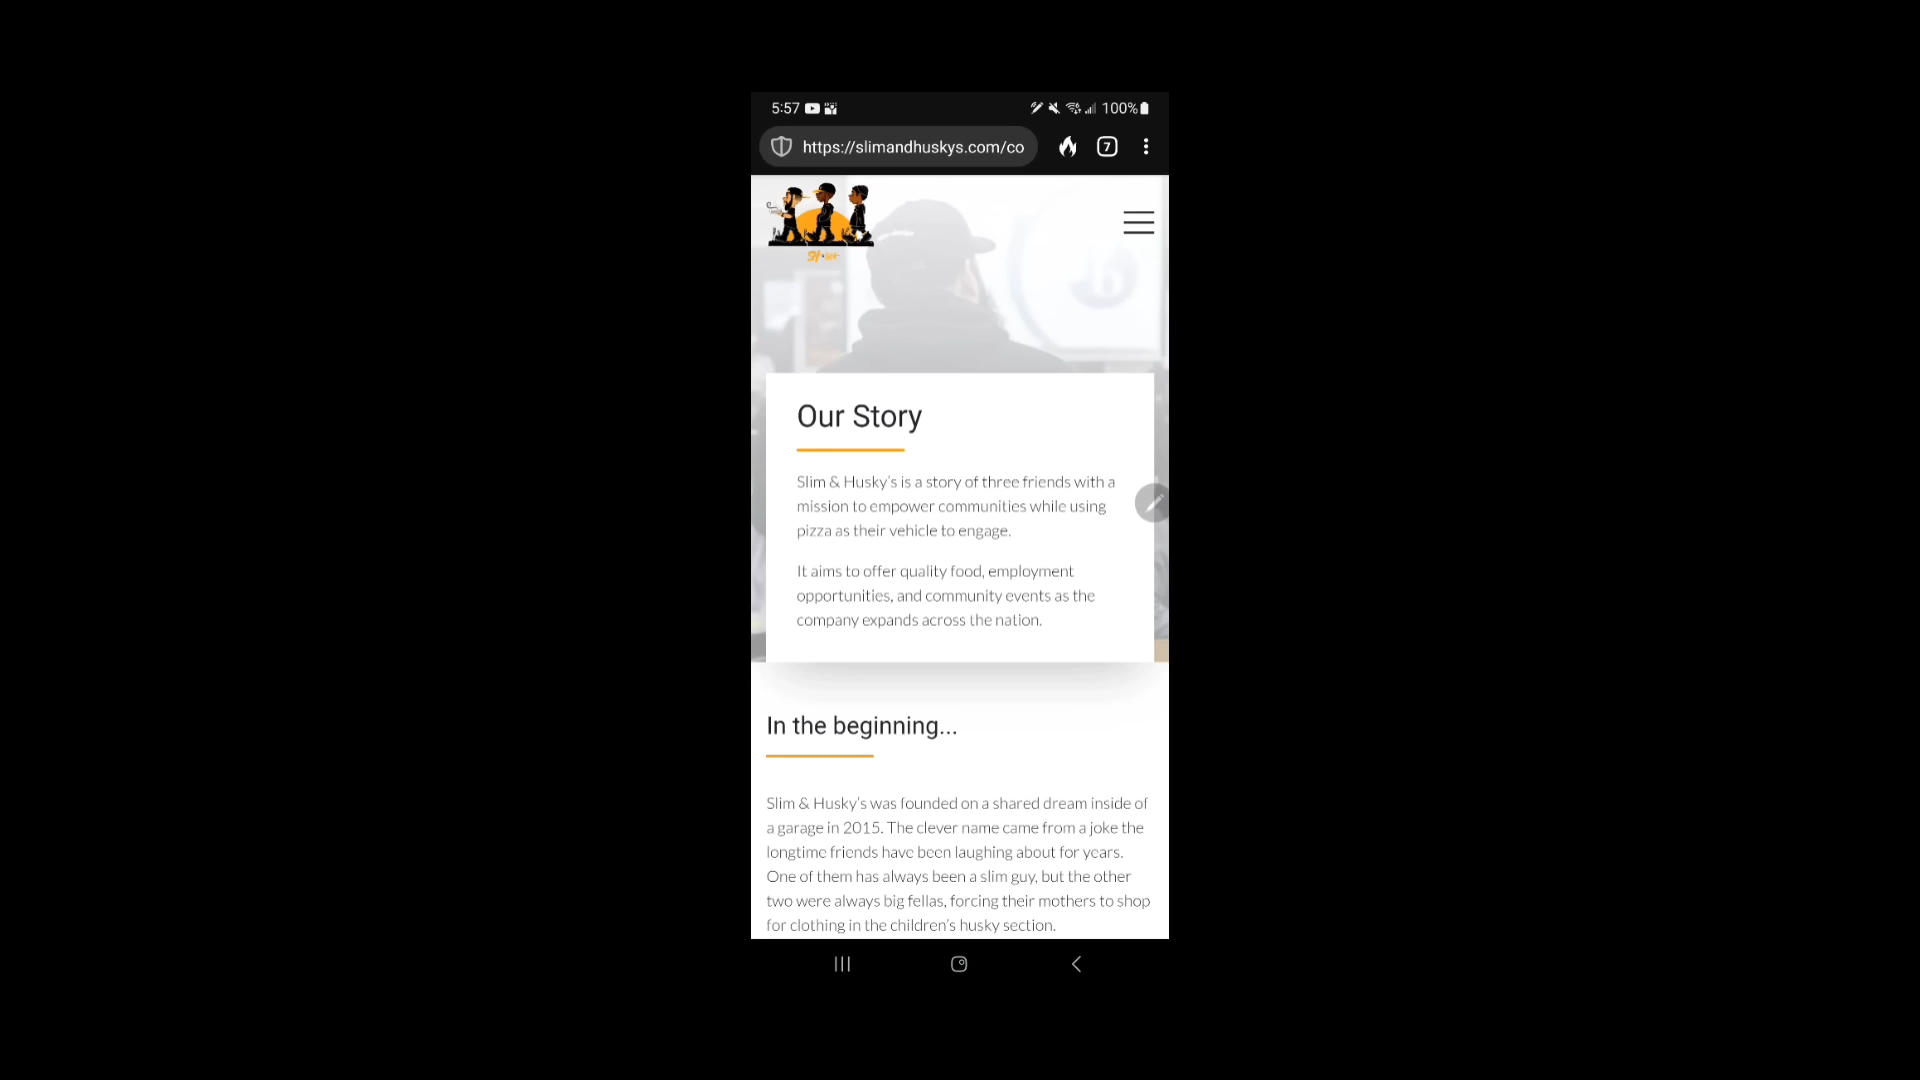 5:57
100%
https://slimandhuskys.com/co
7
Our Story
Slim & Husky's is a story of three friends with a
mission to empower communities while using
pizza as their vehicle to engage.
It aims to offer quality food, employment
opportunities, and community events as the
company expands across the nation.
In the beginning...
Slim & Husky's was founded on a shared dream inside of
a garage in 2015. The clever name came from a joke the
longtime friends have been laughing about for years.
One of them has always been a slim guy, but the other
two were always big fellas, forcing their mothers to shop
for clothing in the children's husky section.